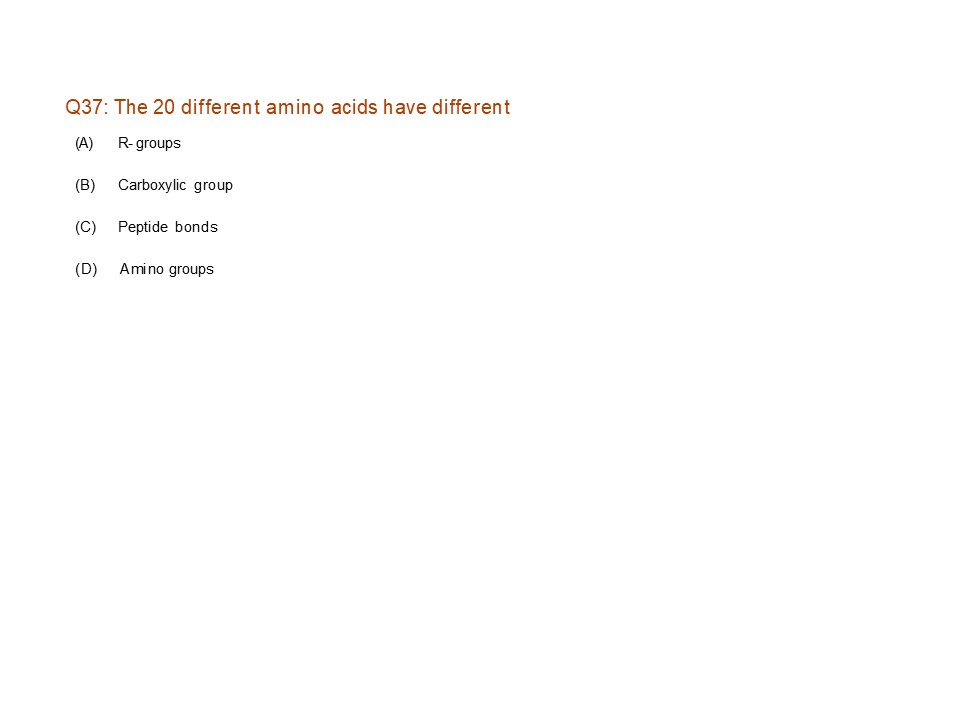 Q37: The 20 different amino acids have different
(A) R-groups
(B) Carboxylic group
(C) Peptide bonds
(D) Amino groups